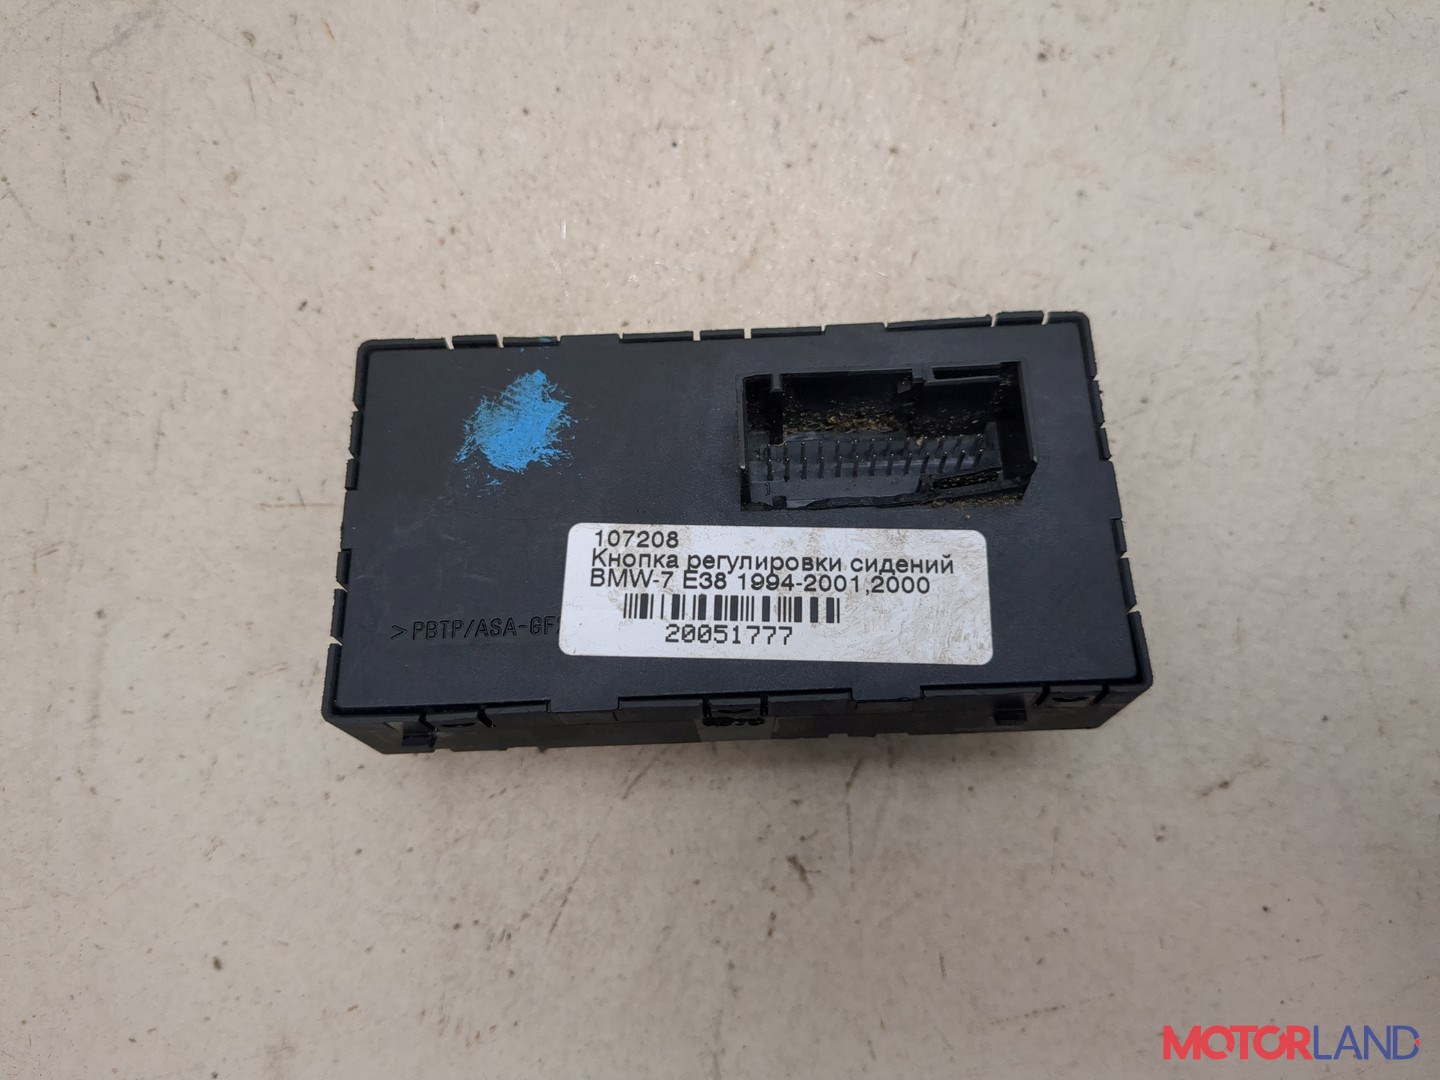 107208
Кнопка регулировки сидений
BMW-7 E38 1994-2001,2000
20051777
>PBTP/ASA-GF
MOTORLAND